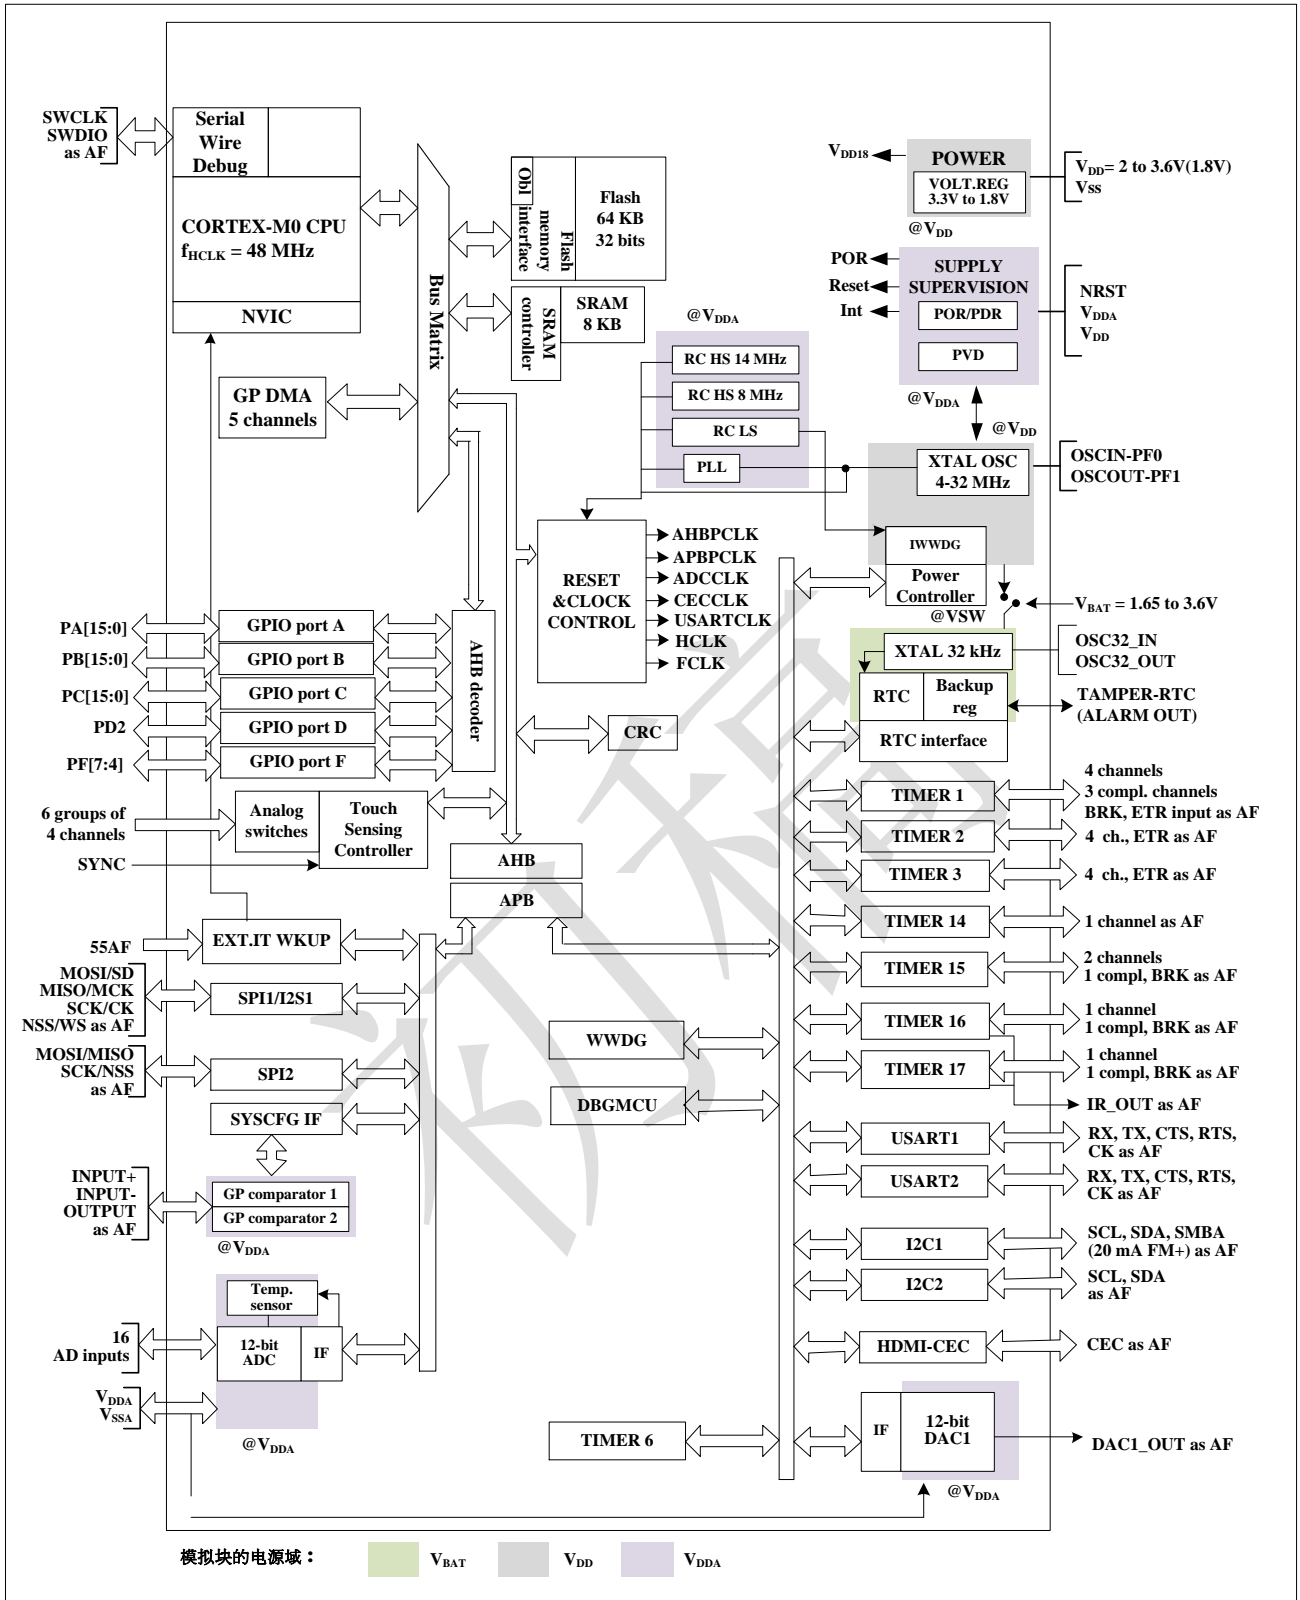 SWCLK
SWDIO
as AF
Serial
Wire
Debug
CORTEX-M0 CPU
fHCLK = 48 MHz
NVIC
Bus Matrix
Obl
Flash
memory
interface
Flash
64 KB
32 bits
SRAM
controller
SRAM
8 KB
GP DMA
5 channels
VDD18
POWER
VOLT.REG
3.3V to 1.8V
VDD= 2 to 3.6V(1.8V)
Vss
@VDD
POR
Reset
Int
SUPPLY
SUPERVISION
POR/PDR
PVD
NRST
VDDA
VDD
@VDDA
@VDDA
RC HS 14 MHz
RC HS 8 MHz
RC LS
PLL
@VDD
XTAL OSC
4-32 MHz
OSCIN-PF0
OSCOUT-PF1
IWWDG
Power
Controller
@VSW
VBAT = 1.65 to 3.6V
RESET
&CLOCK
CONTROL
AHBPCLK
APBPCLK
ADCCLK
CECCLK
USARTCLK
HCLK
FCLK
XTAL 32 kHz
OSC32_IN
OSC32_OUT
RTC
Backup
reg
RTC interface
TAMPER-RTC
(ALARM OUT)
PA[15:0]
GPIO port A
PB[15:0]
GPIO port B
PC[15:0]
GPIO port C
PD2
GPIO port D
PF[7:4]
GPIO port F
AHB decoder
CRC
6 groups of
4 channels
SYNC
Analog
switches
Touch
Sensing
Controller
AHB
APB
TIMER 1
4 channels
3 compl. channels
BRK, ETR input as AF
TIMER 2
4 ch., ETR as AF
TIMER 3
4 ch., ETR as AF
TIMER 14
1 channel as AF
TIMER 15
2 channels
1 compl, BRK as AF
TIMER 16
1 channel
1 compl, BRK as AF
TIMER 17
1 channel
1 compl, BRK as AF
IR_OUT as AF
55AF
EXT.IT WKUP
MOSI/SD
MISO/MCK
SCK/CK
NSS/WS as AF
SPI1/I2S1
MOSI/MISO
SCK/NSS
as AF
SPI2
SYSCFG IF
WWDG
DBGMCU
USART1
RX, TX, CTS, RTS,
CK as AF
USART2
RX, TX, CTS, RTS,
CK as AF
INPUT+
INPUT-
OUTPUT
as AF
GP comparator 1
GP comparator 2
@VDDA
I2C1
SCL, SDA, SMBA
(20 mA FM+) as AF
I2C2
SCL, SDA
as AF
Temp.
sensor
16
AD inputs
12-bit
ADC
IF
HDMI-CEC
CEC as AF
VDDA
VSSA
@VDDA
TIMER 6
IF
12-bit
DAC1
DAC1_OUT as AF
@VDDA
模拟块的电源域：
VBAT
VDD
VDDA
初稿